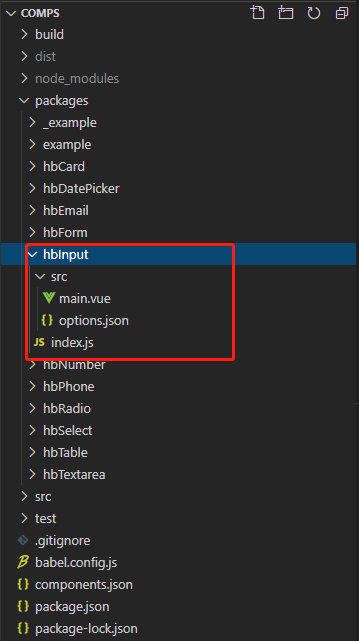 COMPS
build
dist
node_modules
packages
_example
example
hbCard
hbDatePicker
hbEmail
hbForm
hbInput
src
main.vue
{ } options.json
JS index.js
hbNumber
hbPhone
hbRadio
hbSelect
hbTable
hbTextarea
src
test
.gitignore
babel.config.js
{ } components.json
{ } package.json
{ } package-lock.json